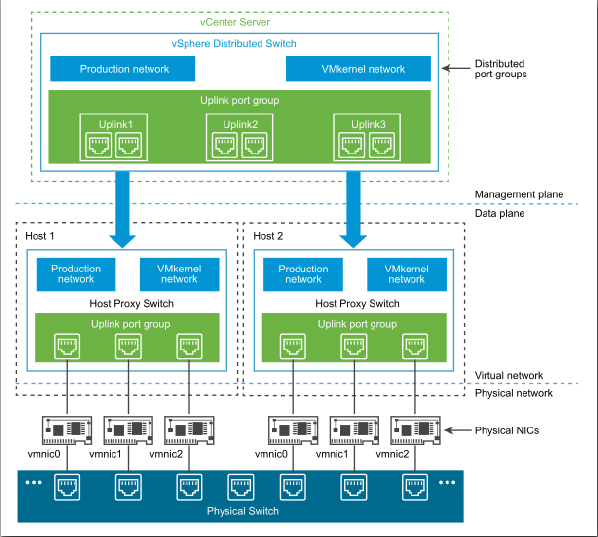 vCenter Server
vSphere Distributed Switch
Production network
VMkernel network
Distributed
port groups
Uplink port group
Uplink1
Uplink2
Uplink3
Management plane
Data plane
Host 1
Host 2
Production
network
VMkernel
network
Production
network
VMkernel
network
Host Proxy Switch
Host Proxy Switch
Uplink port group
Uplink port group
Virtual network
Physical network
Physical NICs
vmnic0
vmnic1
vmnic2
vmnic0
vmnic1
vmnic2
Physical Switch